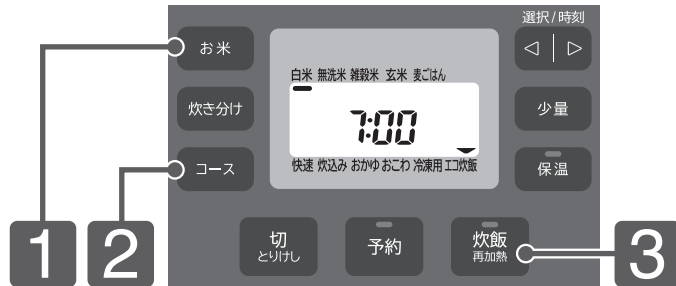 選択/時刻
お米
炊き分け
コース
白米 無洗米 雑穀米 玄米 麦ごはん
7:00
快速 炊込み おかゆ おこわ 冷凍用 エコ炊飯
少量
保温
切
とりけし
予約
炊飯
再加熱
1
2
3